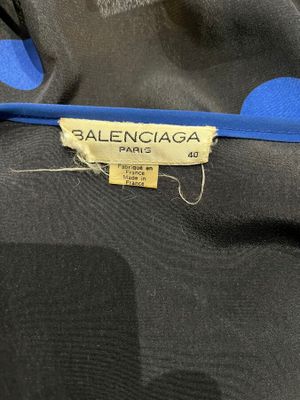 BALENCIAGA
PARIS
40
Fabriqué en
France
Made in
France